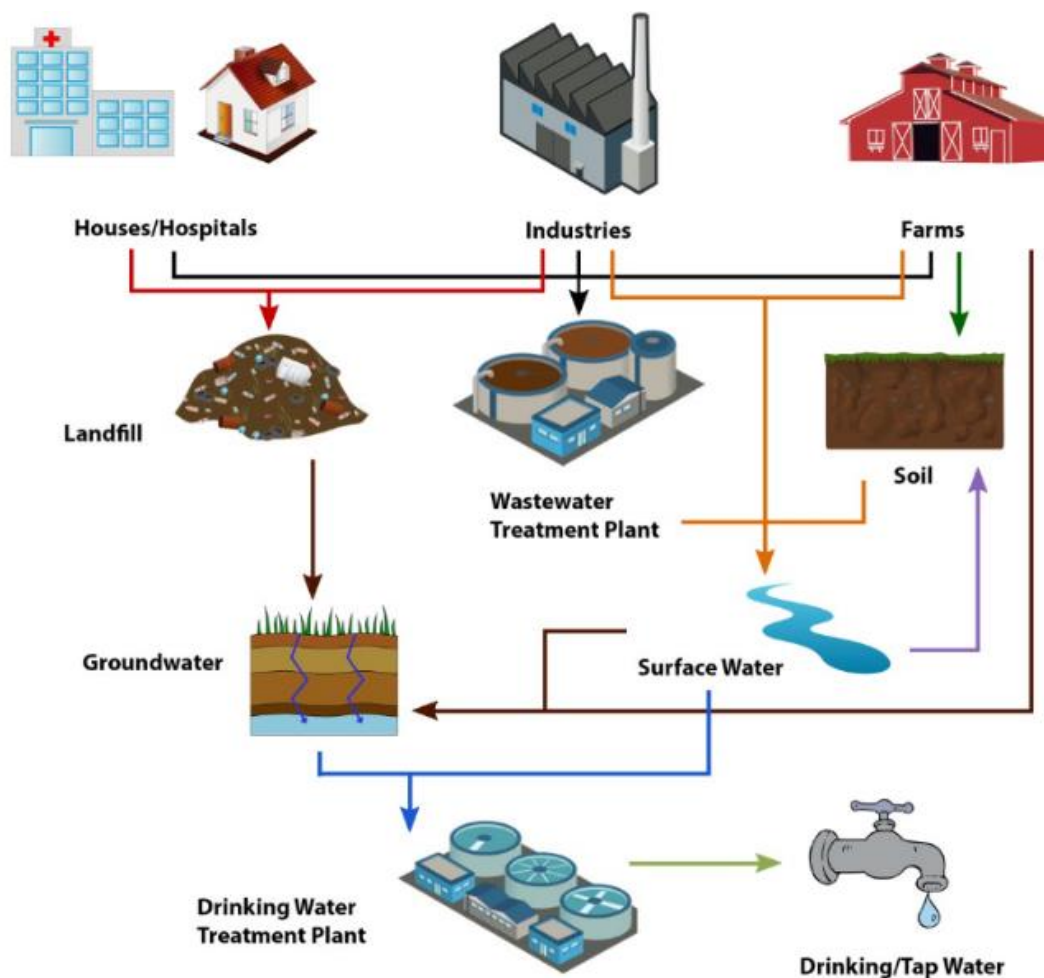 Houses/Hospitals
Industries
Farms
Landfill
Wastewater
Treatment Plant
Soil
Groundwater
Surface Water
Drinking Water
Treatment Plant
Drinking/Tap Water